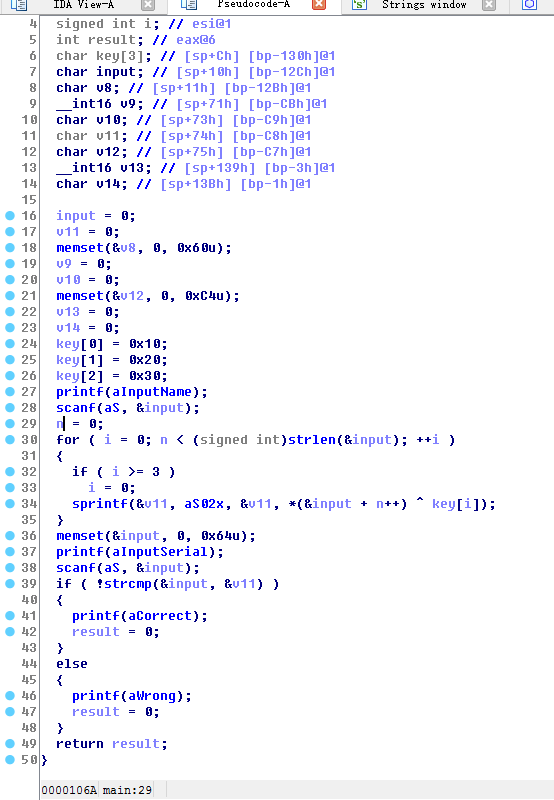 IDA View-A
Pseudocode-A
Strings window
4 signed int i; // esi@1
5 int result; // eax@6
6 char key[3]; // [sp+Ch] [bp-130h]@1
7 char input; // [sp+10h] [bp-12Ch]@1
8 char v8; // [sp+11h] [bp-12Bh]@1
9 __int16 v9; // [sp+71h] [bp-CBh]@1
10 char v10; // [sp+73h] [bp-C9h]@1
11 char v11; // [sp+74h] [bp-C8h]@1
12 char v12; // [sp+75h] [bp-C7h]@1
13 __int16 v13; // [sp+139h] [bp-3h]@1
14 char v14; // [sp+13Bh] [bp-1h]@1
15
16 input = 0;
17 v11 = 0;
18 memset(&v8, 0, 0x60u);
19 v9 = 0;
20 v10 = 0;
21 memset(&v12, 0, 0xC4u);
22 v13 = 0;
23 v14 = 0;
24 key[0] = 0x10;
25 key[1] = 0x20;
26 key[2] = 0x30;
27 printf(aInputName);
28 scanf(aS, &input);
29 n = 0;
30 for ( i = 0; n < (signed int)strlen(&input); ++i )
31 {
32 if ( i >= 3 )
33 i = 0;
34 sprintf(&v11, aS02x, &v11, *(&input + n++) ^ key[i]);
35 }
36 memset(&input, 0, 0x64u);
37 printf(aInputSerial);
38 scanf(aS, &input);
39 if ( !strcmp(&input, &v11) )
40 {
41 printf(aCorrect);
42 result = 0;
43 }
44 else
45 {
46 printf(aWrong);
47 result = 0;
48 }
49 return result;
50 }
0000106A main:29